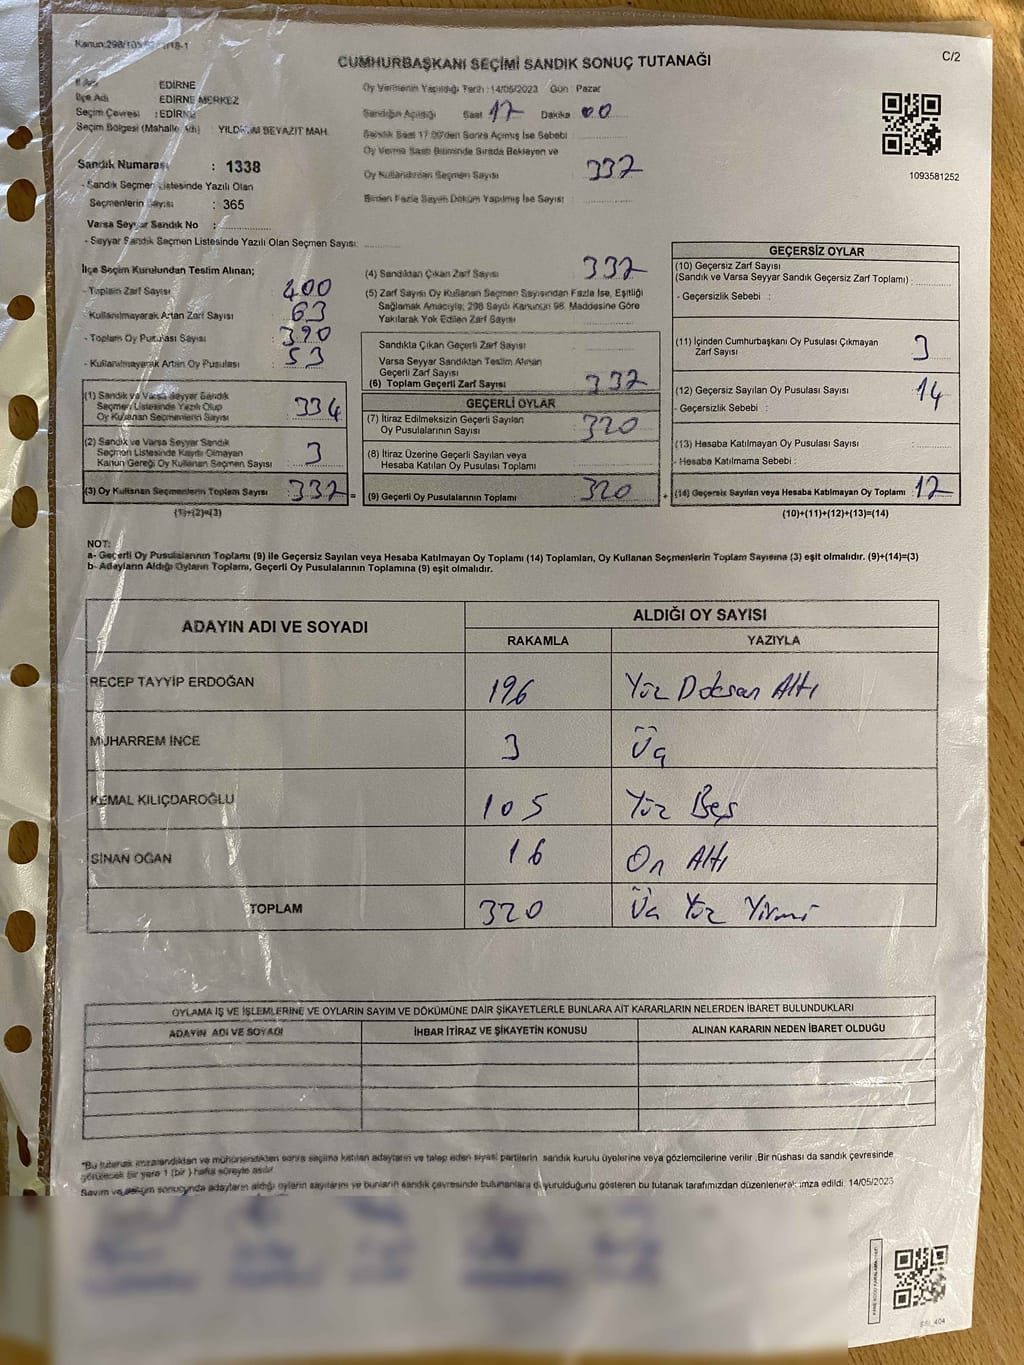 Kanun:298/105
C/2
CUMHURBAŞKANI SEÇİMİ SANDIK SONUÇ TUTANAĞI
İl Adı EDİRNE
İlçe Adı EDİRNE MERKEZ
Seçim Çevresi : EDİRNE
Seçim Bölgesi (Mahalle Adı) : YILDIRIM BEYAZIT MAH.
Sandık Numarası : 1338
- Sandık Seçmen Listesinde Yazılı Olan
Seçmenlerin Sayısı : 365
Varsa Seyyar Sandık No :
- Seyyar Sandık Seçmen Listesinde Yazılı Olan Seçmen Sayısı:
Oy Vermenin Yapıldığı Tarih : 14/05/2023 Gün : Pazar
Sandığın Açıldığı Saat 17 Dakika 00
Sandık Saat 17.00'den Sonra Açılmış İse Sebebi :
Oy Verme Saati Bitiminde Sırada Bekleyen ve
Oy Kullandırılan Seçmen Sayısı 337
Birden Fazla Sayım Döküm Yapılmış İse Sayısı :
1093581252
İlçe Seçim Kurulundan Teslim Alınan;
- Toplam Zarf Sayısı 400
- Kullanılmayarak Artan Zarf Sayısı 63
- Toplam Oy Pusulası Sayısı 390
- Kullanılmayarak Artan Oy Pusulası 53
(1) Sandık ve Varsa Seyyar Sandık
Seçmen Listesinde Yazılı Olup
Oy Kullanan Seçmenlerin Sayısı 334
(2) Sandık ve Varsa Seyyar Sandık
Seçmen Listesinde Kayıtlı Olmayan
Kanun Gereği Oy Kullanan Seçmen Sayısı 3
(3) Oy Kullanan Seçmenlerin Toplam Sayısı : 337 =
(1)+(2)=(3)
(4) Sandıktan Çıkan Zarf Sayısı 337
(5) Zarf Sayısı Oy Kullanan Seçmen Sayısından Fazla İse, Eşitliği
Sağlamak Amacıyla; 298 Sayılı Kanunun 98. Maddesine Göre
Yakılarak Yok Edilen Zarf Sayısı
Sandıkta Çıkan Geçerli Zarf Sayısı
Varsa Seyyar Sandıktan Teslim Alınan
Geçerli Zarf Sayısı
(6) Toplam Geçerli Zarf Sayısı 337
GEÇERLİ OYLAR
(7) İtiraz Edilmeksizin Geçerli Sayılan
Oy Pusulalarının Sayısı 320
(8) İtiraz Üzerine Geçerli Sayılan veya
Hesaba Katılan Oy Pusulası Toplamı
(9) Geçerli Oy Pusulalarının Toplamı 320 +
GEÇERSİZ OYLAR
(10) Geçersiz Zarf Sayısı
(Sandık ve Varsa Seyyar Sandık Geçersiz Zarf Toplamı) :
- Geçersizlik Sebebi :
(11) İçinden Cumhurbaşkanı Oy Pusulası Çıkmayan
Zarf Sayısı 3
(12) Geçersiz Sayılan Oy Pusulası Sayısı 14
- Geçersizlik Sebebi :
(13) Hesaba Katılmayan Oy Pusulası Sayısı
- Hesaba Katılmama Sebebi :
(14) Geçersiz Sayılan veya Hesaba Katılmayan Oy Toplamı : 17
(10)+(11)+(12)+(13)=(14)
NOT:
a- Geçerli Oy Pusulalarının Toplamı (9) ile Geçersiz Sayılan veya Hesaba Katılmayan Oy Toplamı (14) Toplamları, Oy Kullanan Seçmenlerin Toplam Sayısına (3) eşit olmalıdır. (9)+(14)=(3)
b- Adayların Aldığı Oyların Toplamı, Geçerli Oy Pusulalarının Toplamına (9) eşit olmalıdır.
ADAYIN ADI VE SOYADI ALDIĞI OY SAYISI
RAKAMLA YAZIYLA
RECEP TAYYİP ERDOĞAN 196 Yüz Doksan Altı
MUHARREM İNCE 3 Üç
KEMAL KILIÇDAROĞLU 105 Yüz Beş
SİNAN OĞAN 16 On Altı
TOPLAM 320 Üç Yüz Yirmi
OYLAMA İŞ VE İŞLEMLERİNE VE OYLARIN SAYIM VE DÖKÜMÜNE DAİR ŞİKAYETLERLE BUNLARA AİT KARARLARIN NELERDEN İBARET BULUNDUKLARI
ADAYIN ADI VE SOYADI İHBAR İTİRAZ VE ŞİKAYETİN KONUSU ALINAN KARARIN NEDEN İBARET OLDUĞU
*Bu tutanak imzalandıktan ve mühürlendikten sonra seçime katılan adayların ve talep eden siyasi partilerin sandık kurulu üyelerine veya gözlemcilerine verilir .Bir nüshası da sandık çevresinde
görülecek bir yere 1 (bir ) hafta süreyle asılır
Sayım ve döküm sonucunda adayların aldığı oyların sayılarını ve bunların sandık çevresinde bulunanlara duyurulduğunu gösteren bu tutanak tarafımızdan düzenlenerek imza edildi. 14/05/2023